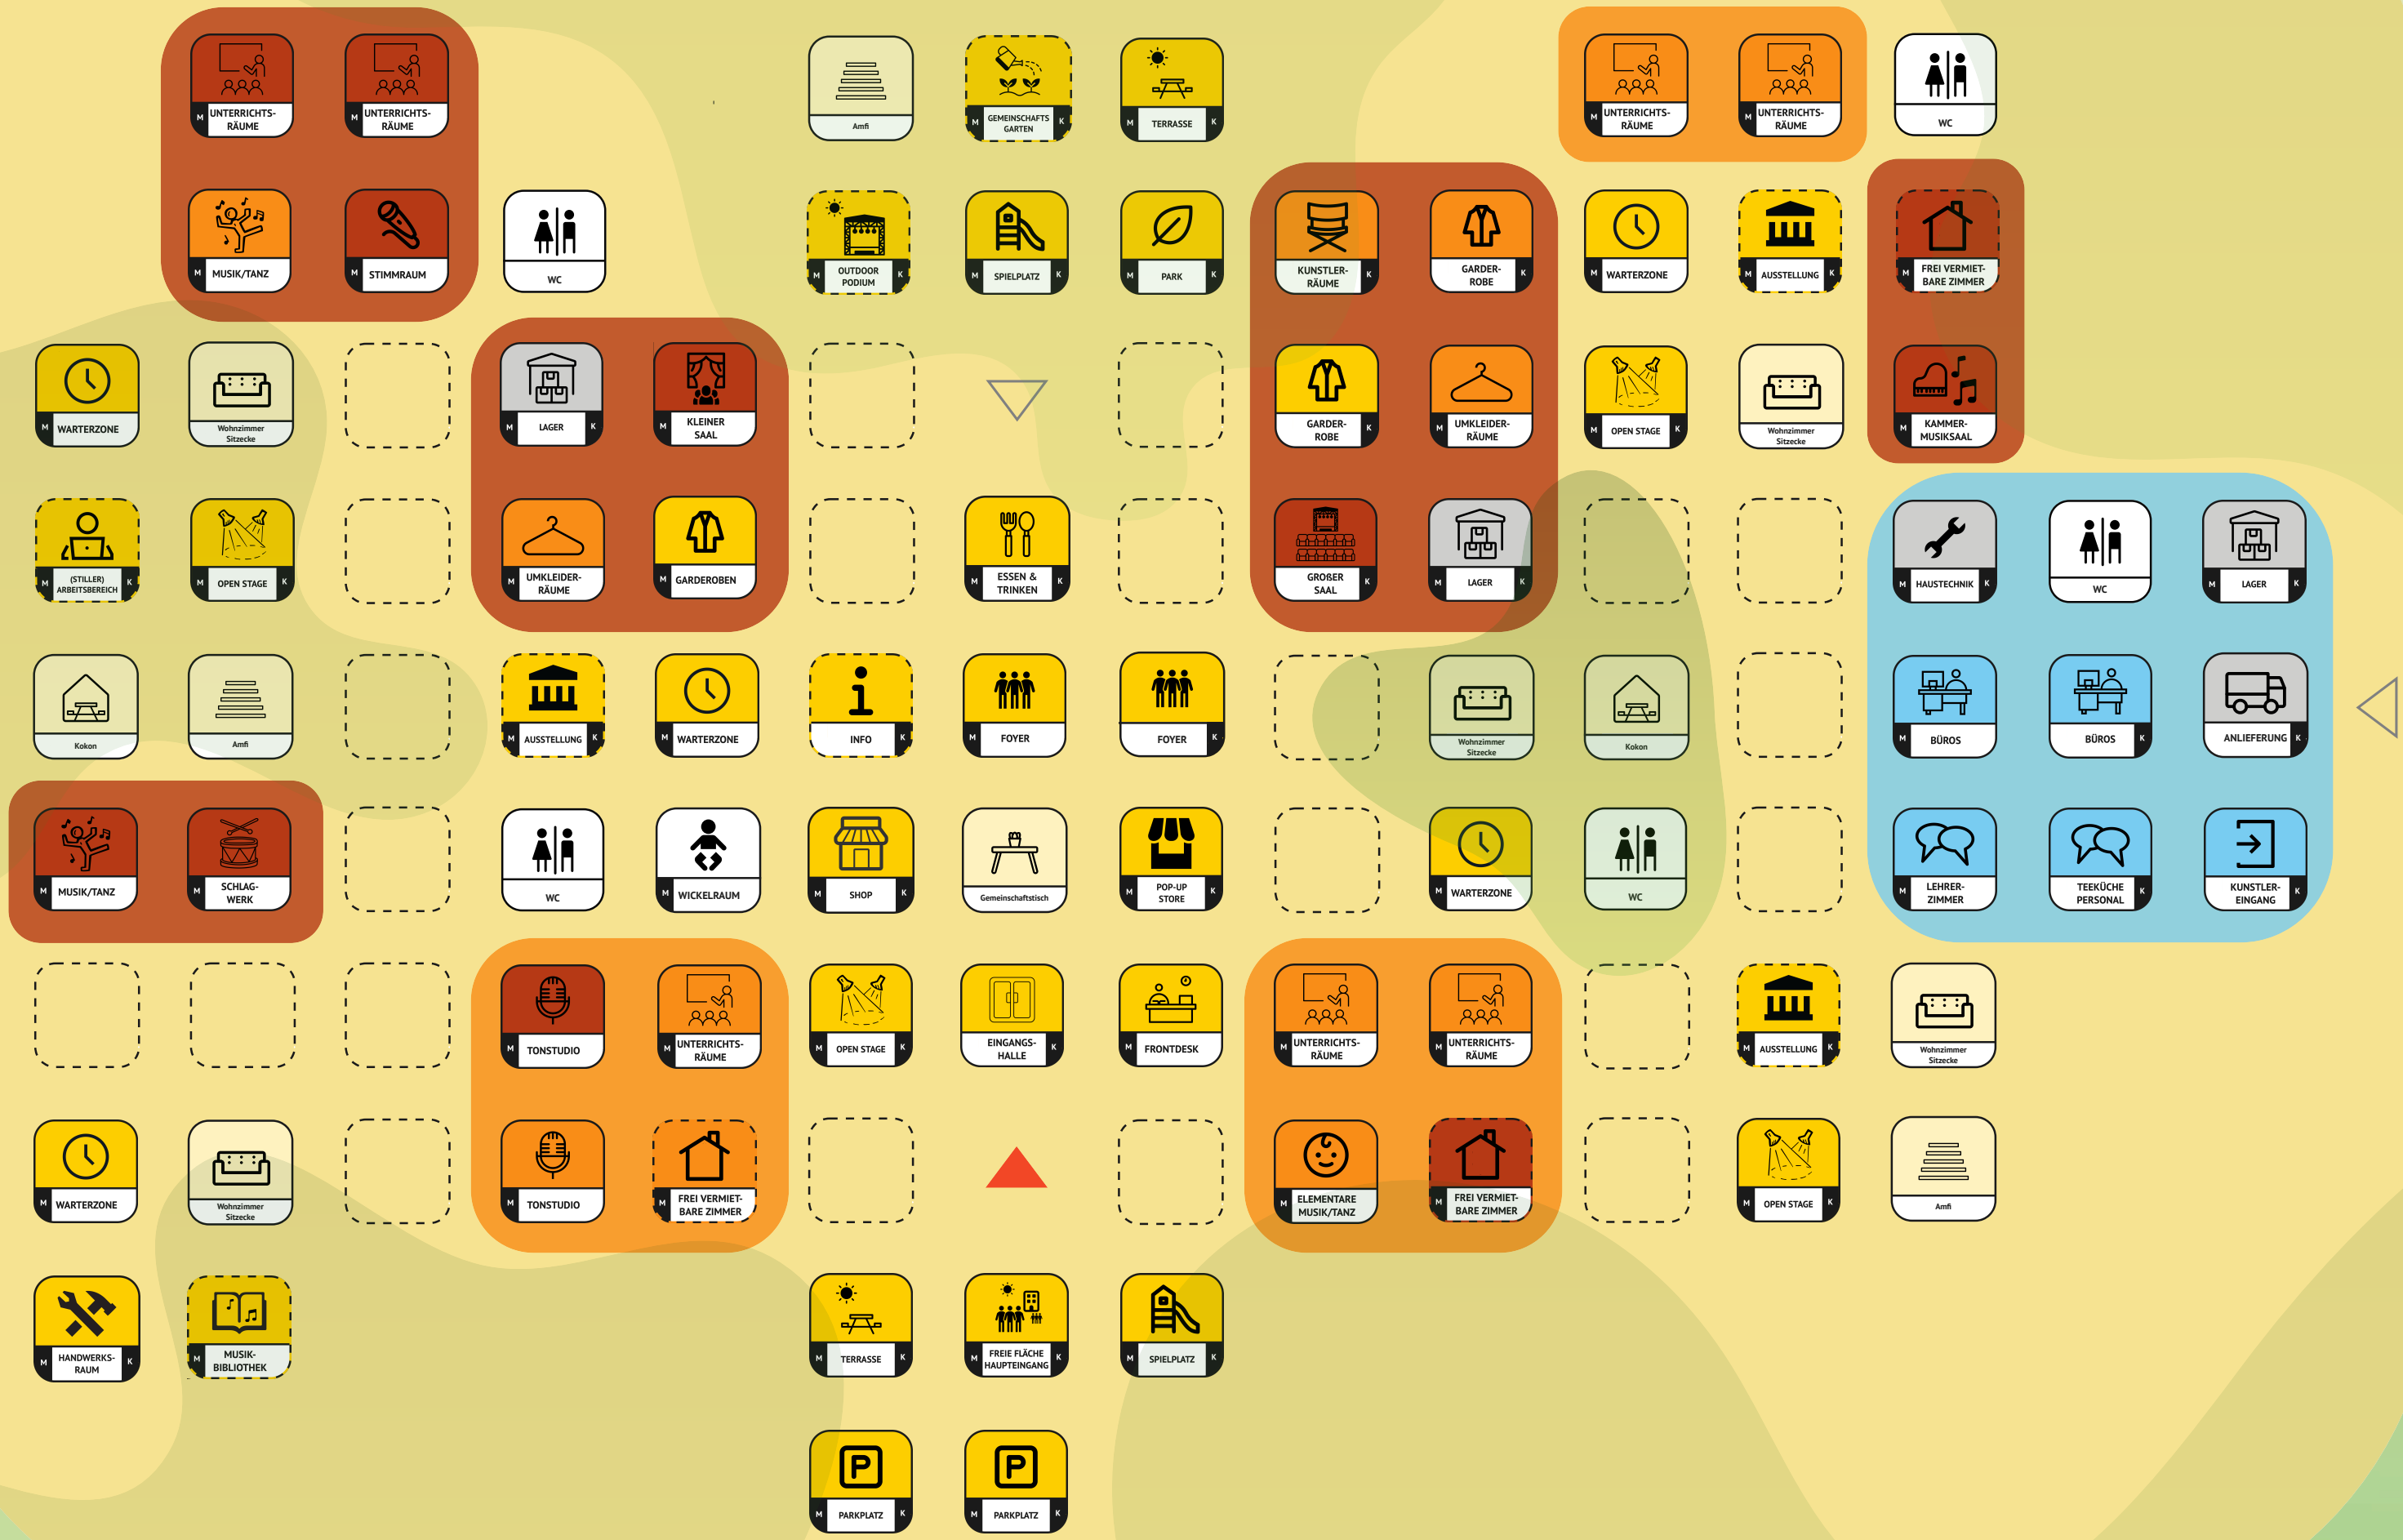 M UNTERRICHTS-
RÄUME
M UNTERRICHTS-
RÄUME
Amfi
M GEMEINSCHAFTS K
GARTEN
M TERRASSE K
M UNTERRICHTS-
RÄUME
M UNTERRICHTS-
RÄUME
WC
M MUSIK/TANZ
M STIMMRAUM
WC
M OUTDOOR K
PODIUM
M SPIELPLATZ K
M PARK K
KUNSTLER- K
RÄUME
GARDER- K
ROBE
M WARTERZONE
M AUSSTELLUNG K
M FREI VERMIET-
BARE ZIMMER
M WARTERZONE
Wohnzimmer
Sitzecke
M LAGER K
M KLEINER
SAAL
GARDER- K
ROBE
M UMKLEIDER-
RÄUME
M OPEN STAGE K
Wohnzimmer
Sitzecke
M KAMMER-
MUSIKSAAL
M (STILLER) K
ARBEITSBEREICH
M OPEN STAGE K
M UMKLEIDER-
RÄUME
M GARDEROBEN
M ESSEN & K
TRINKEN
GROßER K
SAAL
M LAGER K
M HAUSTECHNIK K
WC
M LAGER K
Kokon
Amfi
M AUSSTELLUNG K
M WARTERZONE
INFO K
M FOYER
FOYER K
Wohnzimmer
Sitzecke
Kokon
M BÜROS
BÜROS K
ANLIEFERUNG K
M MUSIK/TANZ
M SCHLAG-
WERK
WC
M WICKELRAUM
M SHOP K
Gemeinschaftstisch
M POP-UP K
STORE
M WARTERZONE
WC
M LEHRER-
ZIMMER
TEEKÜCHE K
PERSONAL
KUNSTLER- K
EINGANG
M TONSTUDIO
M UNTERRICHTS-
RÄUME
M OPEN STAGE K
EINGANGS- K
HALLE
M FRONTDESK
M UNTERRICHTS-
RÄUME
M UNTERRICHTS-
RÄUME
M AUSSTELLUNG K
Wohnzimmer
Sitzecke
M WARTERZONE
Wohnzimmer
Sitzecke
M TONSTUDIO
M FREI VERMIET-
BARE ZIMMER
M ELEMENTARE
MUSIK/TANZ
M FREI VERMIET-
BARE ZIMMER
M OPEN STAGE K
Amfi
M HANDWERKS- K
RAUM
M MUSIK-
BIBLIOTHEK
M TERRASSE K
M FREIE FLÄCHE K
HAUPTEINGANG
M SPIELPLATZ K
P
M PARKPLATZ K
P
M PARKPLATZ K